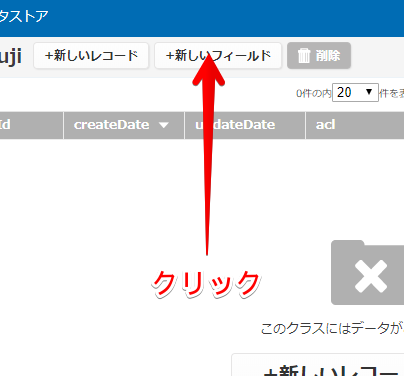 タストア
uji +新しいレコード +新しいフィールド 削除
0件の内 20 件を表
Id createDate updateDate acl
クリック
このクラスにはデータが
+新しいレコー